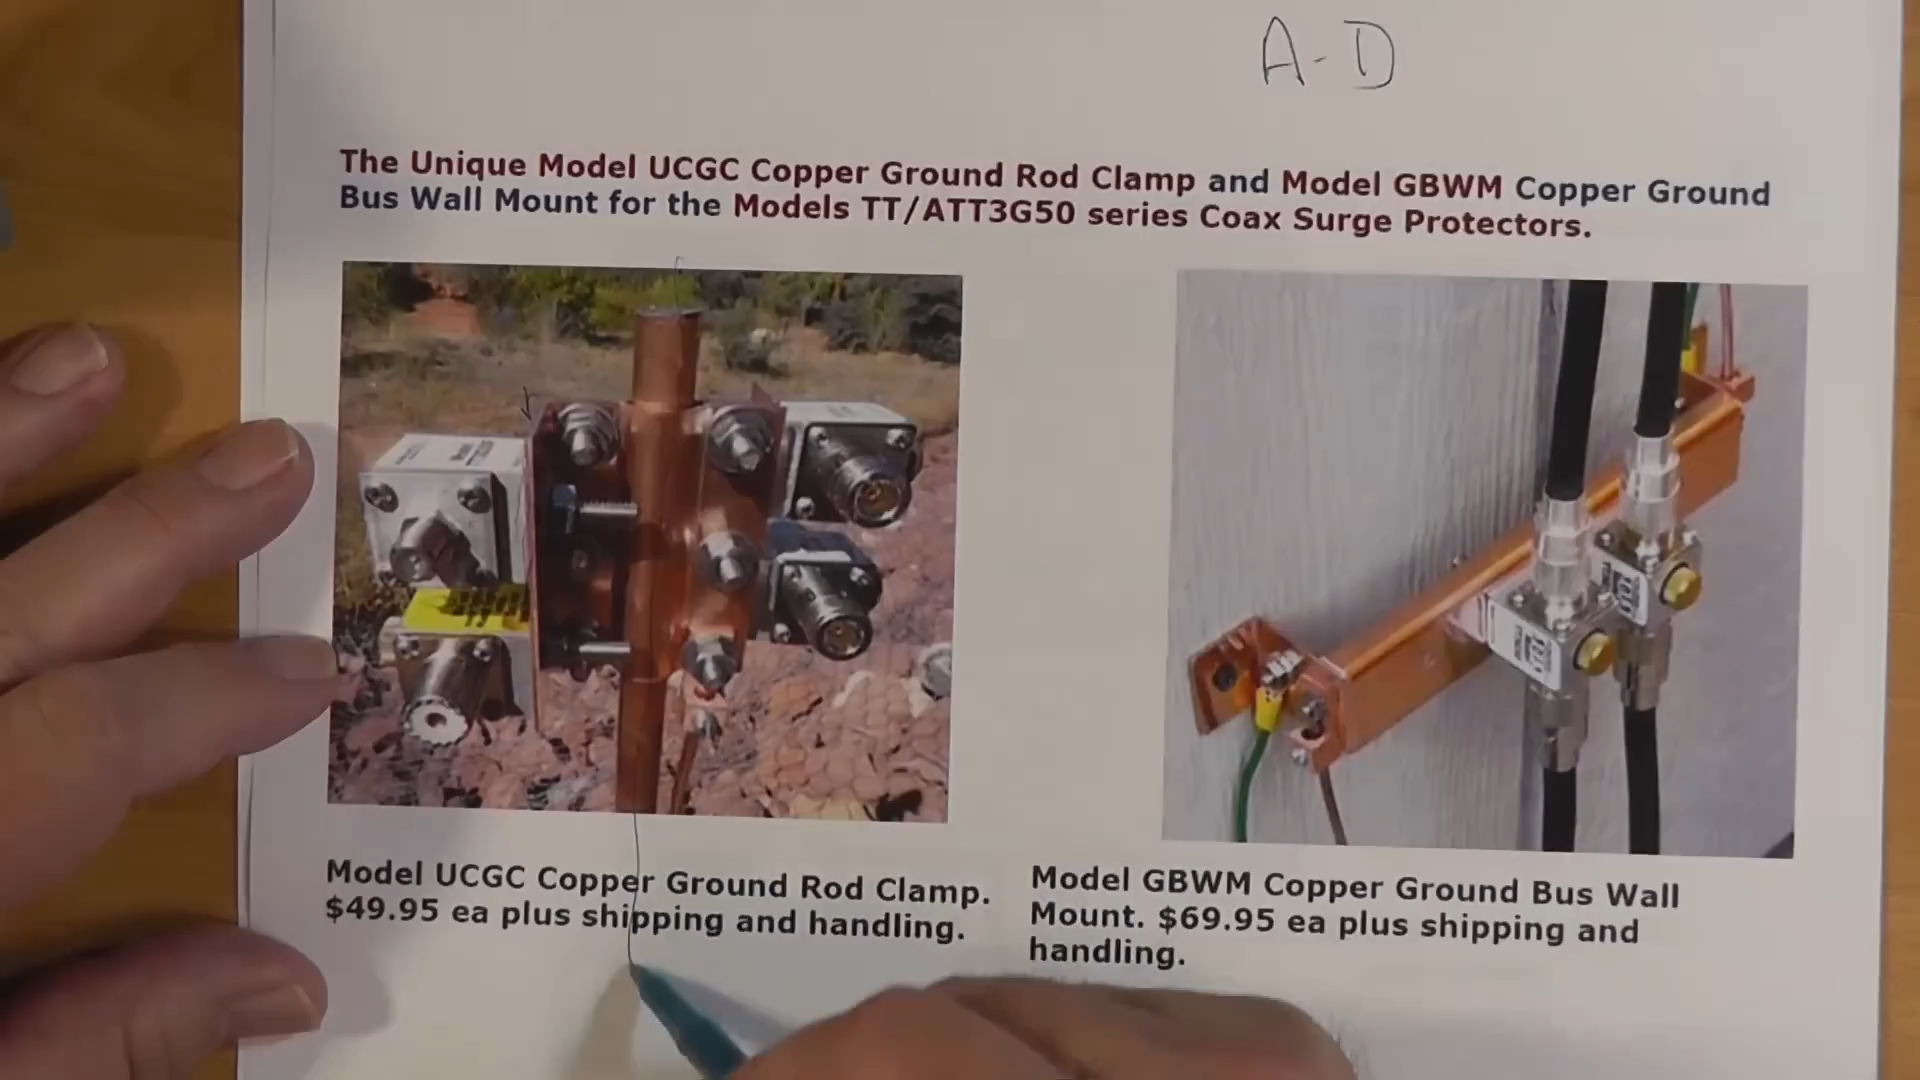 A-D
The Unique Model UCGC Copper Ground Rod Clamp and Model GBWM Copper Ground
Bus Wall Mount for the Models TT/ATT3G50 series Coax Surge Protectors.
Model UCGC Copper Ground Rod Clamp.
$49.95 ea plus shipping and handling.
Model GBWM Copper Ground Bus Wall
Mount. $69.95 ea plus shipping and
handling.